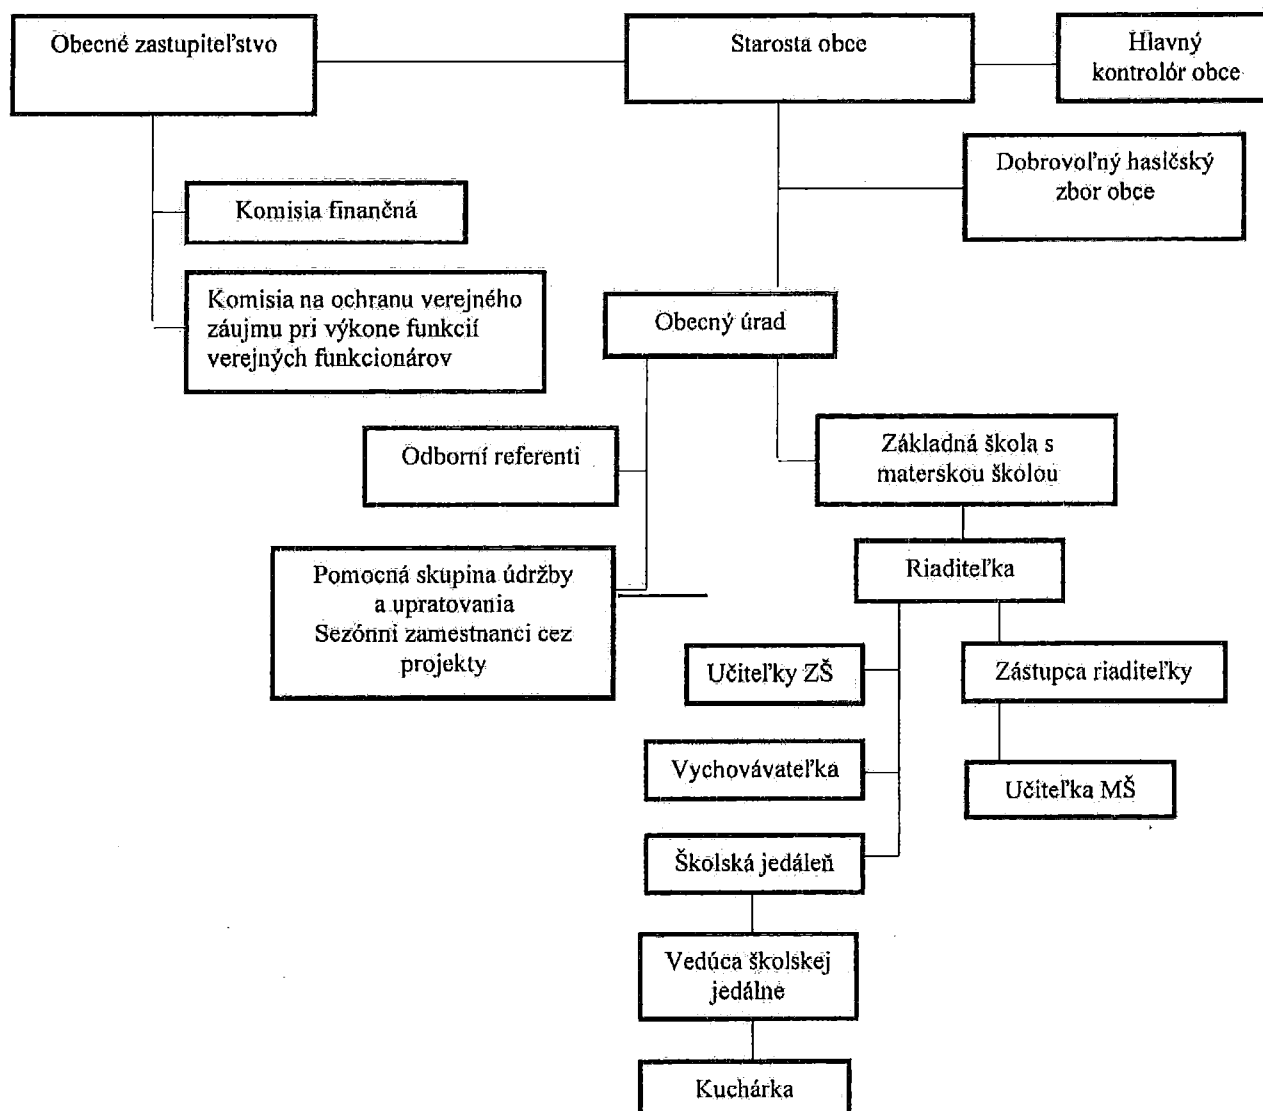 Obecné zastupiteľstvo
Starosta obce
Hlavný
kontrolór obce
Dobrovoľný hasičský
zbor obce
Komisia finančná
Komisia na ochranu verejného
záujmu pri výkone funkcií
verejných funkcionárov
Obecný úrad
Odborní referenti
Základná škola s
materskou školou
Pomocná skupina údržby
a upratovania
Sezónni zamestnanci cez
projekty
Riaditeľka
Učiteľky ZŠ
Zástupca riaditeľky
Vychovávateľka
Učiteľka MŠ
Školská jedáleň
Vedúca školskej
jedálne
Kuchárka